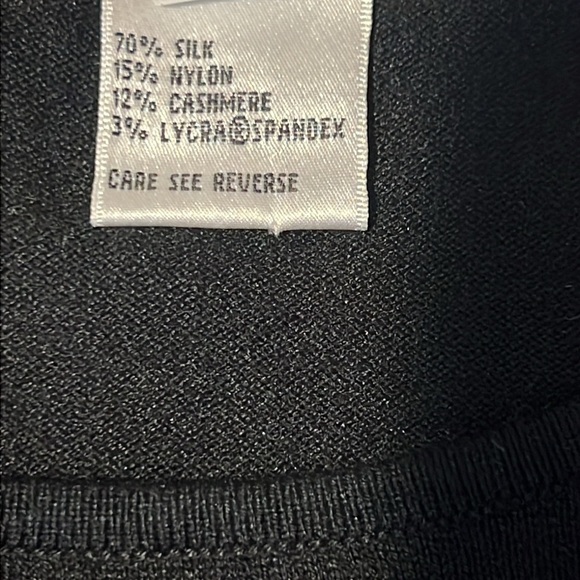 70% SILK
15% NYLON
12% CASHMERE
3% LYCRA®SPANDEX
CARE SEE REVERSE